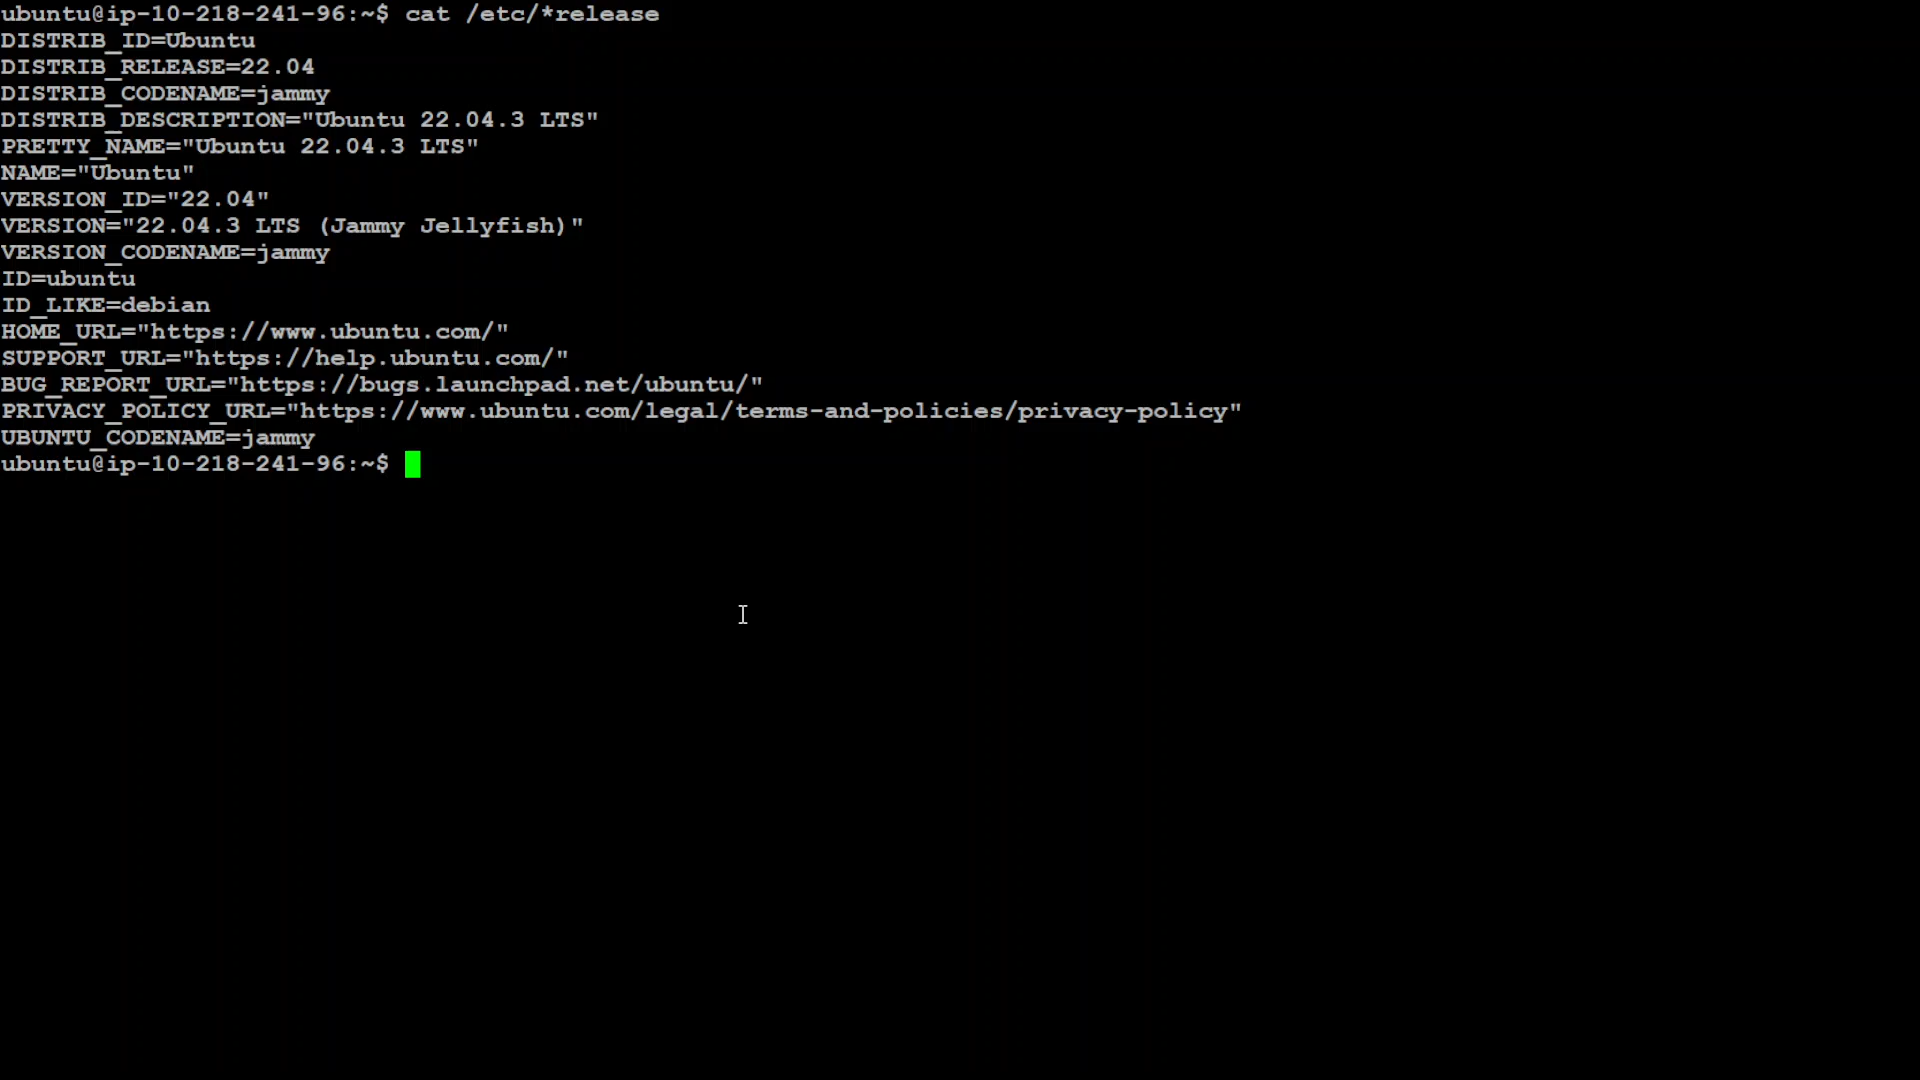 ubuntu@ip-10-218-241-96:~$ cat /etc/*release
DISTRIB_ID=Ubuntu
DISTRIB_RELEASE=22.04
DISTRIB_CODENAME=jammy
DISTRIB_DESCRIPTION="Ubuntu 22.04.3 LTS"
PRETTY_NAME="Ubuntu 22.04.3 LTS"
NAME="Ubuntu"
VERSION_ID="22.04"
VERSION="22.04.3 LTS (Jammy Jellyfish)"
VERSION_CODENAME=jammy
ID=ubuntu
ID_LIKE=debian
HOME_URL="https://www.ubuntu.com/"
SUPPORT_URL="https://help.ubuntu.com/"
BUG_REPORT_URL="https://bugs.launchpad.net/ubuntu/"
PRIVACY_POLICY_URL="https://www.ubuntu.com/legal/terms-and-policies/privacy-policy"
UBUNTU_CODENAME=jammy
ubuntu@ip-10-218-241-96:~$